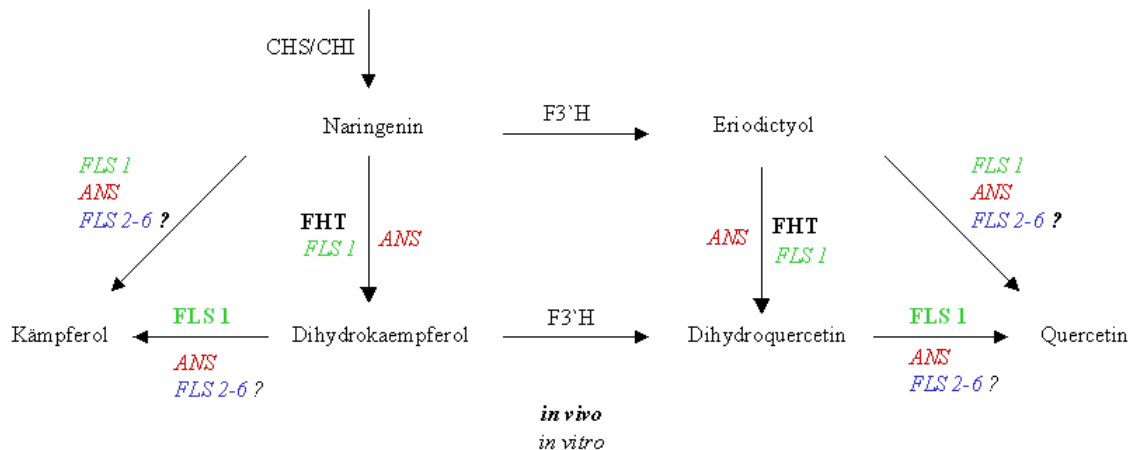 CHS/CHI
Naringenin
F3`H
Eriodictyol
FLS 1
ANS
FLS 2-6 ?
FHT
FLS 1
ANS
ANS
FHT
FLS 1
FLS 1
ANS
FLS 2-6 ?
Kämpferol
FLS 1
ANS
FLS 2-6 ?
Dihydrokaempferol
F3`H
Dihydroquercetin
FLS 1
ANS
FLS 2-6 ?
Quercetin
in vivo
in vitro